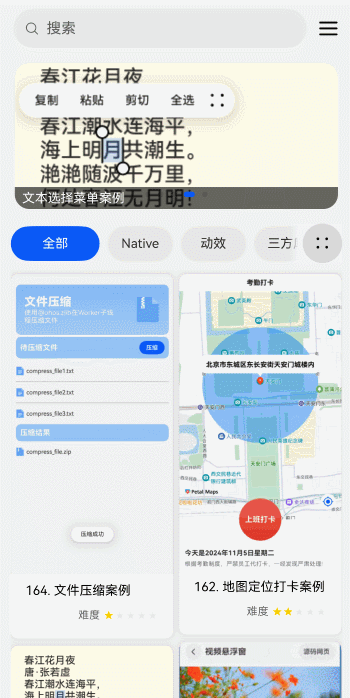 搜索
春江花月夜
复制 粘贴 剪切 全选
春江潮水连海平，
海上明月共潮生。
滟滟随波千万里，
何处春江无月明！
文本选择菜单案例
全部 Native 动效 三方
文件压缩
使用@ohos.zlib在Worker子线
程压缩文件
待压缩文件 压缩
compress_file1.txt
compress_file2.txt
compress_file3.txt
压缩结果
compress_file.zip
压缩成功
164. 文件压缩案例
难度
考勤打卡
北京市东城区东长安街天安门城楼内
天安门广场
Petal Maps
上班打卡
今天是2024年11月5日星期二
根据考勤制度，严禁员工代打卡，一经发现严肃处理!
162. 地图定位打卡案例
难度
春江花月夜
唐·张若虚
春江潮水连海平，
海上明月共潮生。
视频悬浮窗 源码网页